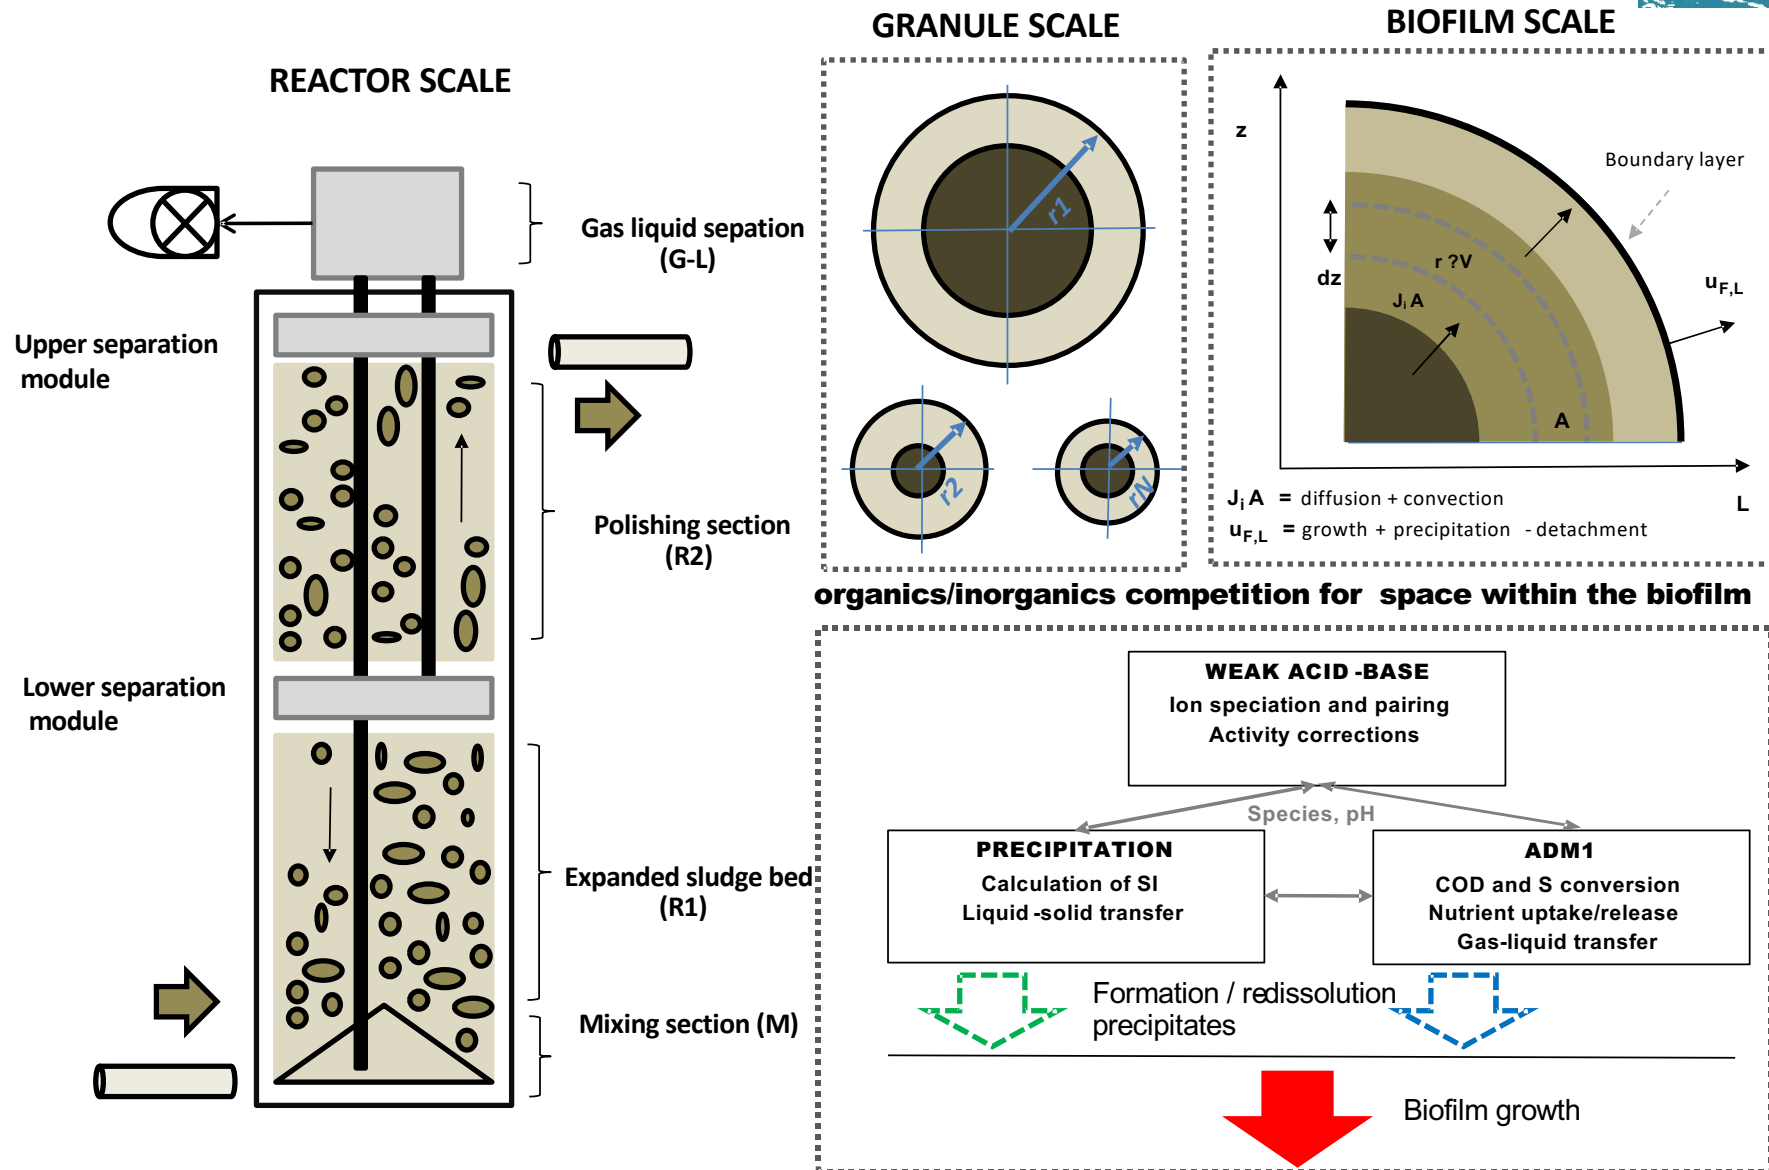 REACTOR SCALE
Gas liquid sepation
(G-L)
Upper separation
module
Polishing section
(R2)
Lower separation
module
Expanded sludge bed
(R1)
Mixing section (M)
GRANULE SCALE
r1
r2
rN
BIOFILM SCALE
z
Boundary layer
dz
r ?V
Ji A
uF,L
A
L
Ji A = diffusion + convection
uF,L = growth + precipitation - detachment
organics/inorganics competition for space within the biofilm
WEAK ACID -BASE
Ion speciation and pairing
Activity corrections
Species, pH
PRECIPITATION
Calculation of SI
Liquid -solid transfer
ADM1
COD and S conversion
Nutrient uptake/release
Gas-liquid transfer
Formation / redissolution
precipitates
Biofilm growth